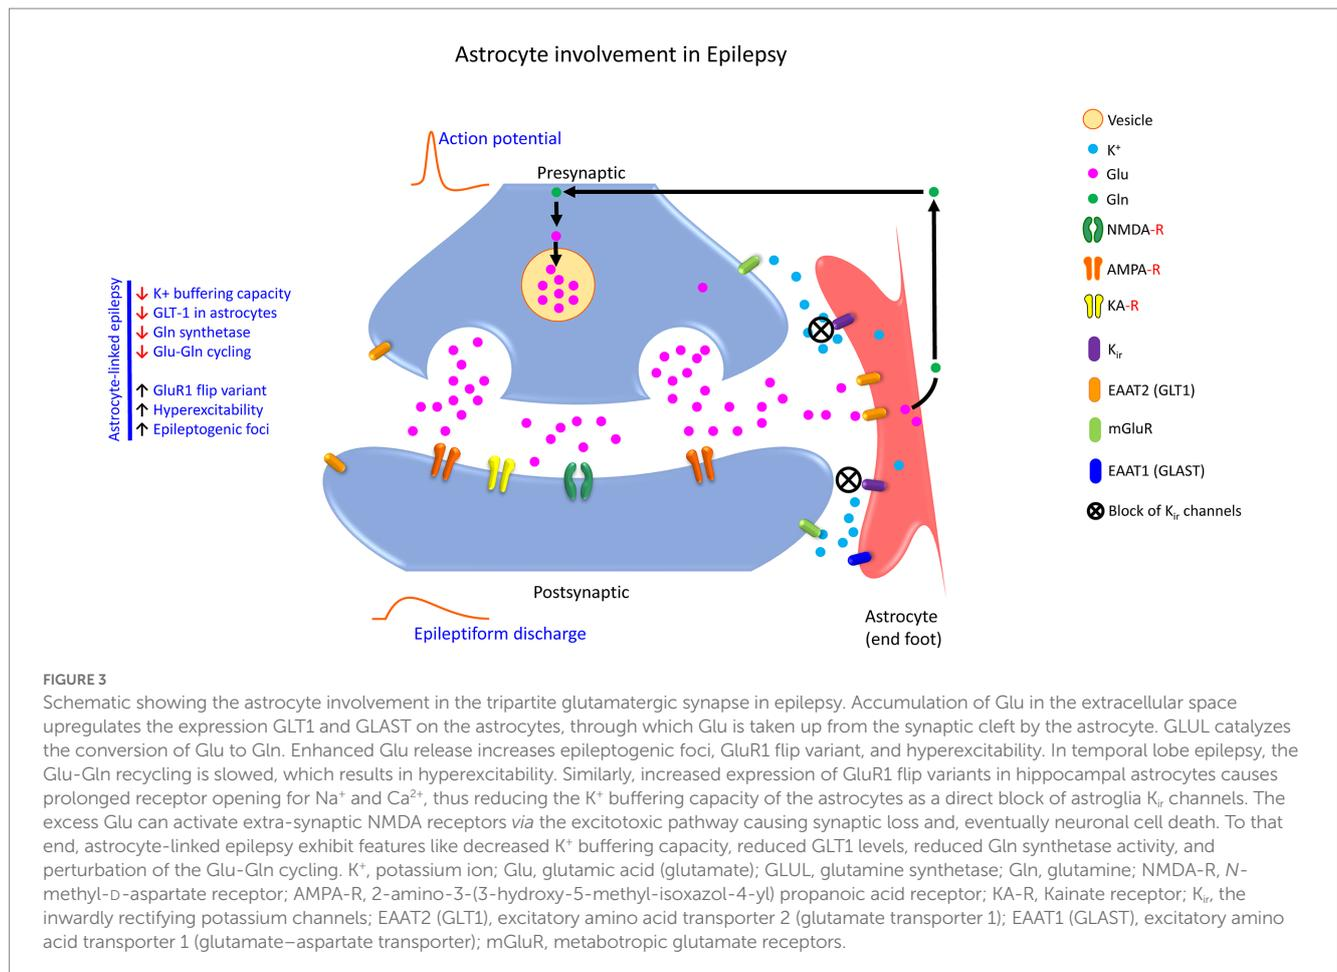 Astrocyte involvement in Epilepsy
Action potential
Presynaptic
Astrocyte-linked epilepsy
↓ K+ buffering capacity
↓ GLT-1 in astrocytes
↓ Gln synthetase
↓ Glu-Gln cycling
↑ GluR1 flip variant
↑ Hyperexcitability
↑ Epileptogenic foci
Postsynaptic
Epileptiform discharge
Astrocyte
(end foot)
Vesicle
K⁺
Glu
Gln
NMDA-R
AMPA-R
KA-R
Kir
EAAT2 (GLT1)
mGluR
EAAT1 (GLAST)
Block of Kir channels
FIGURE 3
Schematic showing the astrocyte involvement in the tripartite glutamatergic synapse in epilepsy. Accumulation of Glu in the extracellular space
upregulates the expression GLT1 and GLAST on the astrocytes, through which Glu is taken up from the synaptic cleft by the astrocyte. GLUL catalyzes
the conversion of Glu to Gln. Enhanced Glu release increases epileptogenic foci, GluR1 flip variant, and hyperexcitability. In temporal lobe epilepsy, the
Glu-Gln recycling is slowed, which results in hyperexcitability. Similarly, increased expression of GluR1 flip variants in hippocampal astrocytes causes
prolonged receptor opening for Na⁺ and Ca²⁺, thus reducing the K⁺ buffering capacity of the astrocytes as a direct block of astroglia Kir channels. The
excess Glu can activate extra-synaptic NMDA receptors via the excitotoxic pathway causing synaptic loss and, eventually neuronal cell death. To that
end, astrocyte-linked epilepsy exhibit features like decreased K⁺ buffering capacity, reduced GLT1 levels, reduced Gln synthetase activity, and
perturbation of the Glu-Gln cycling. K⁺, potassium ion; Glu, glutamic acid (glutamate); GLUL, glutamine synthetase; Gln, glutamine; NMDA-R, N-
methyl-D-aspartate receptor; AMPA-R, 2-amino-3-(3-hydroxy-5-methyl-isoxazol-4-yl) propanoic acid receptor; KA-R, Kainate receptor; Kir, the
inwardly rectifying potassium channels; EAAT2 (GLT1), excitatory amino acid transporter 2 (glutamate transporter 1); EAAT1 (GLAST), excitatory amino
acid transporter 1 (glutamate–aspartate transporter); mGluR, metabotropic glutamate receptors.